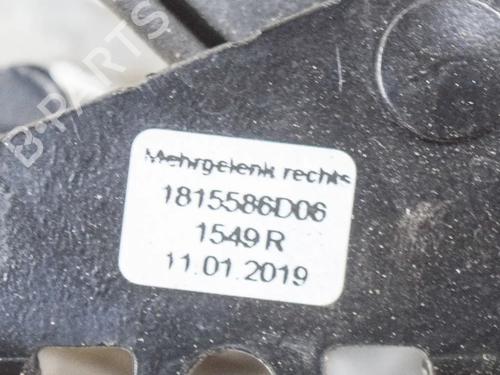 B-PARTS
Mehrgelenk rechts
1815586D06
1549 R
11.01.2019